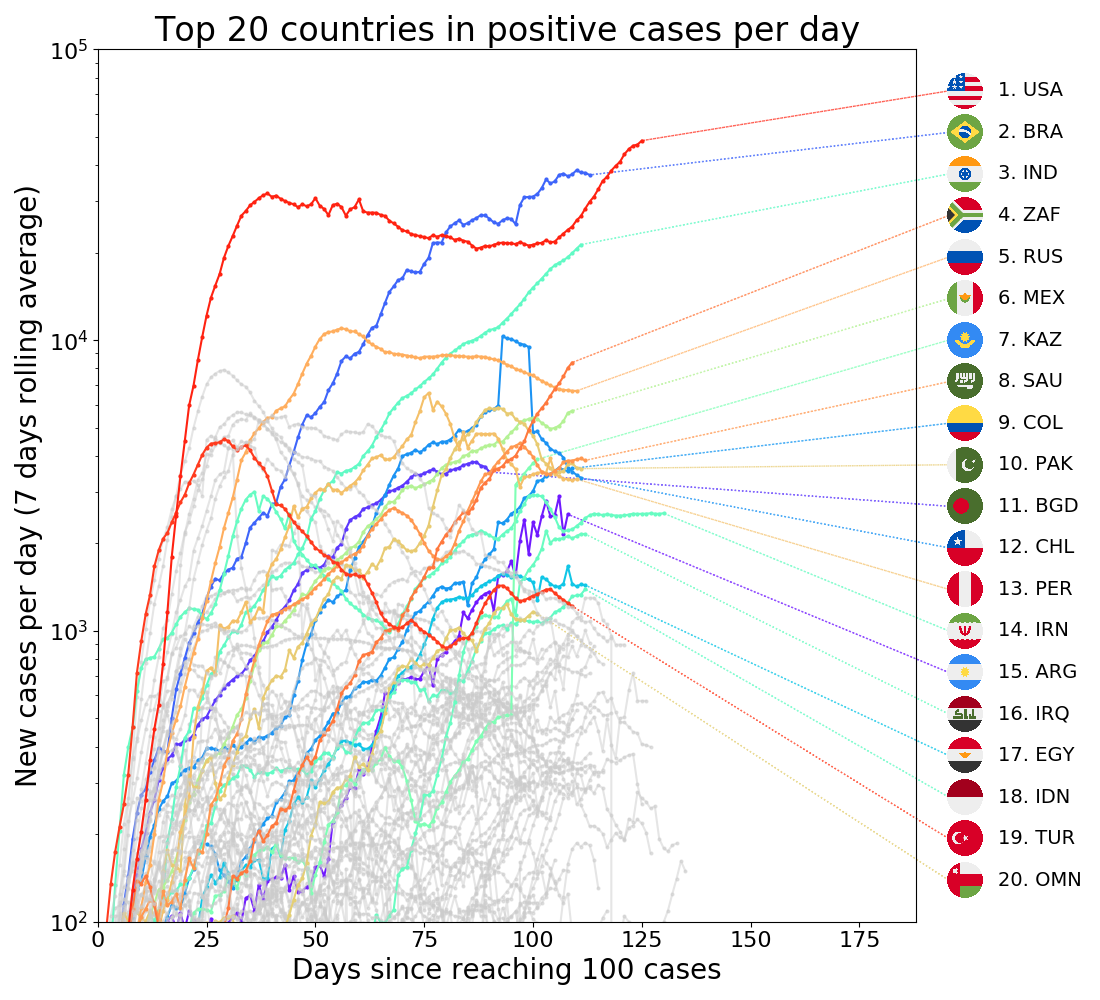 Top 20 countries in positive cases per day
10^5
10^4
10^3
10^2
New cases per day (7 days rolling average)
0 25 50 75 100 125 150 175
Days since reaching 100 cases
1. USA
2. BRA
3. IND
4. ZAF
5. RUS
6. MEX
7. KAZ
8. SAU
9. COL
10. PAK
11. BGD
12. CHL
13. PER
14. IRN
15. ARG
16. IRQ
17. EGY
18. IDN
19. TUR
20. OMN